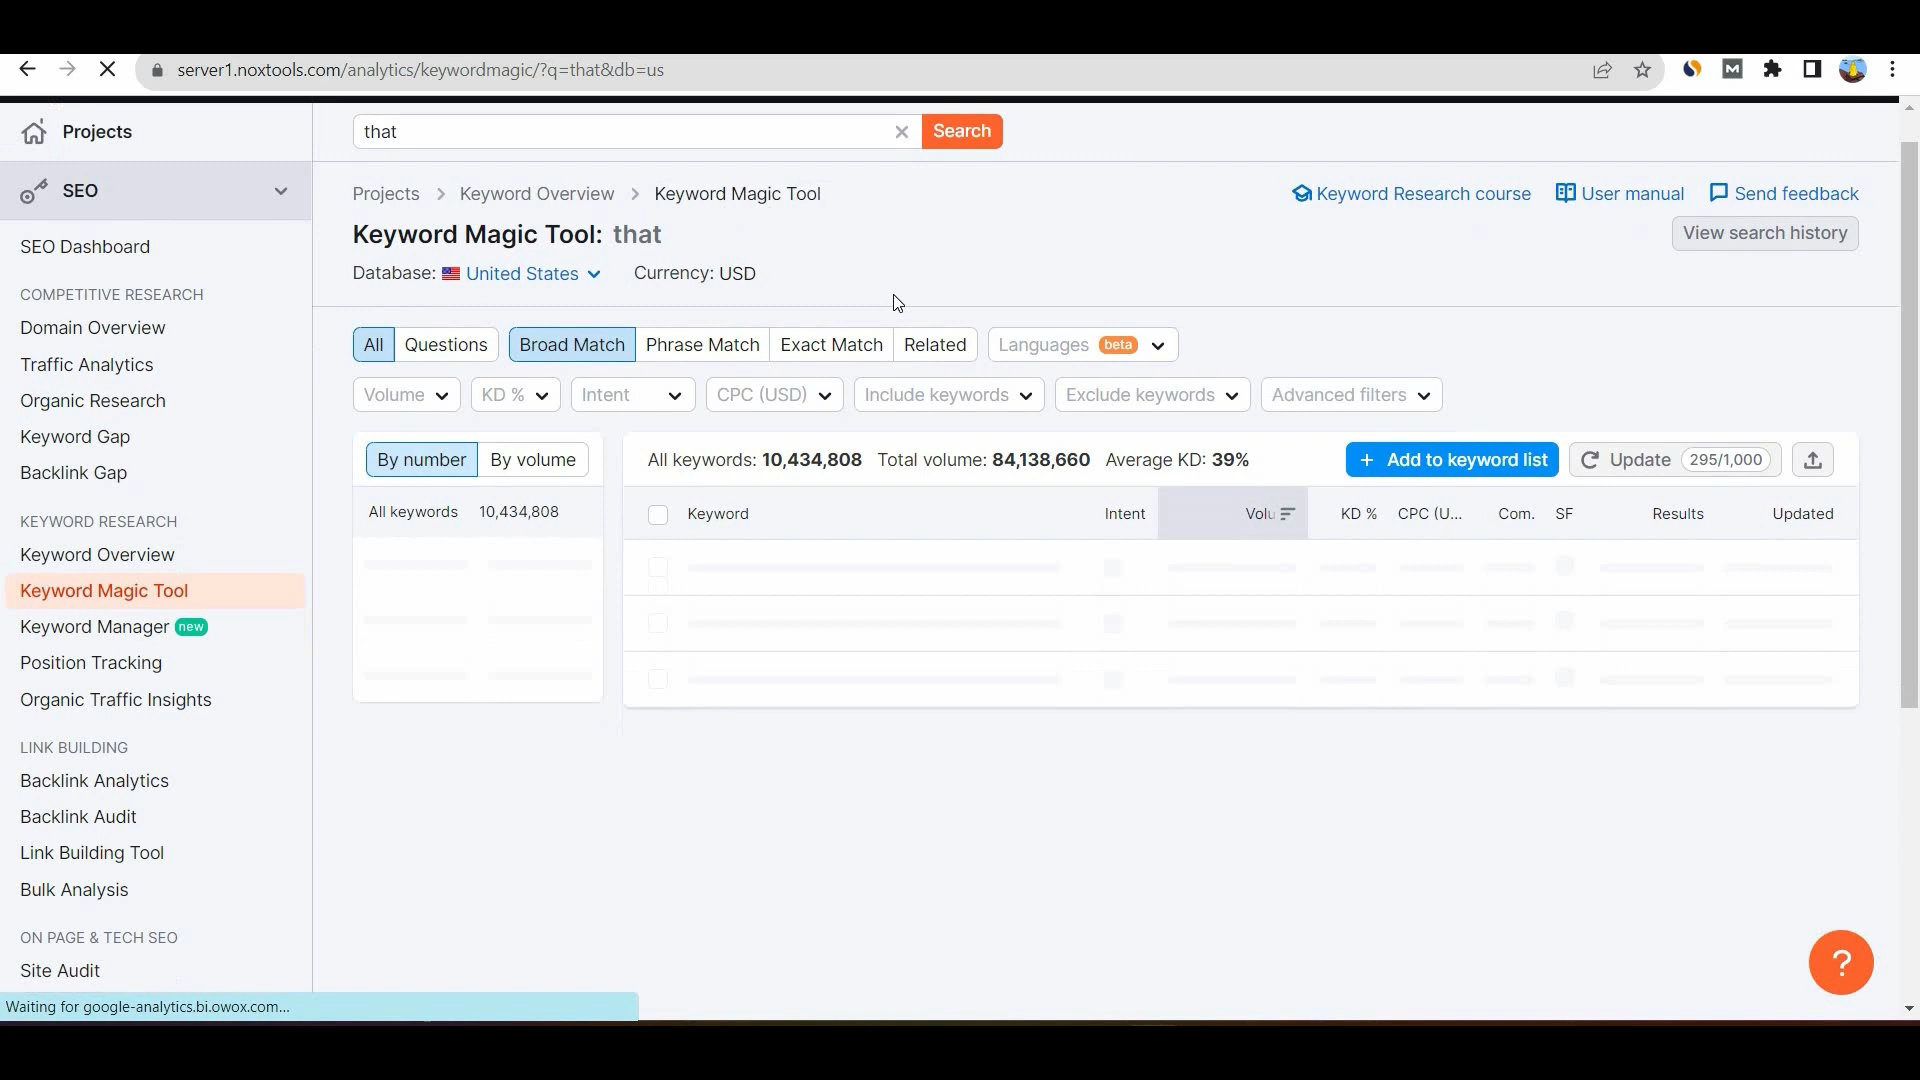 server1.noxtools.com/analytics/keywordmagic/?q=that&db=us
Projects
SEO
SEO Dashboard
COMPETITIVE RESEARCH
Domain Overview
Traffic Analytics
Organic Research
Keyword Gap
Backlink Gap
KEYWORD RESEARCH
Keyword Overview
Keyword Magic Tool
Keyword Manager new
Position Tracking
Organic Traffic Insights
LINK BUILDING
Backlink Analytics
Backlink Audit
Link Building Tool
Bulk Analysis
ON PAGE & TECH SEO
Site Audit
Waiting for google-analytics.bi.owox.com...
that Search
Projects > Keyword Overview > Keyword Magic Tool
Keyword Research course User manual Send feedback
Keyword Magic Tool: that
View search history
Database: United States Currency: USD
All Questions Broad Match Phrase Match Exact Match Related Languages beta
Volume KD % Intent CPC (USD) Include keywords Exclude keywords Advanced filters
By number By volume
All keywords 10,434,808
All keywords: 10,434,808 Total volume: 84,138,660 Average KD: 39%
+ Add to keyword list Update 295/1,000
Keyword Intent Volu KD % CPC (U... Com. SF Results Updated
?